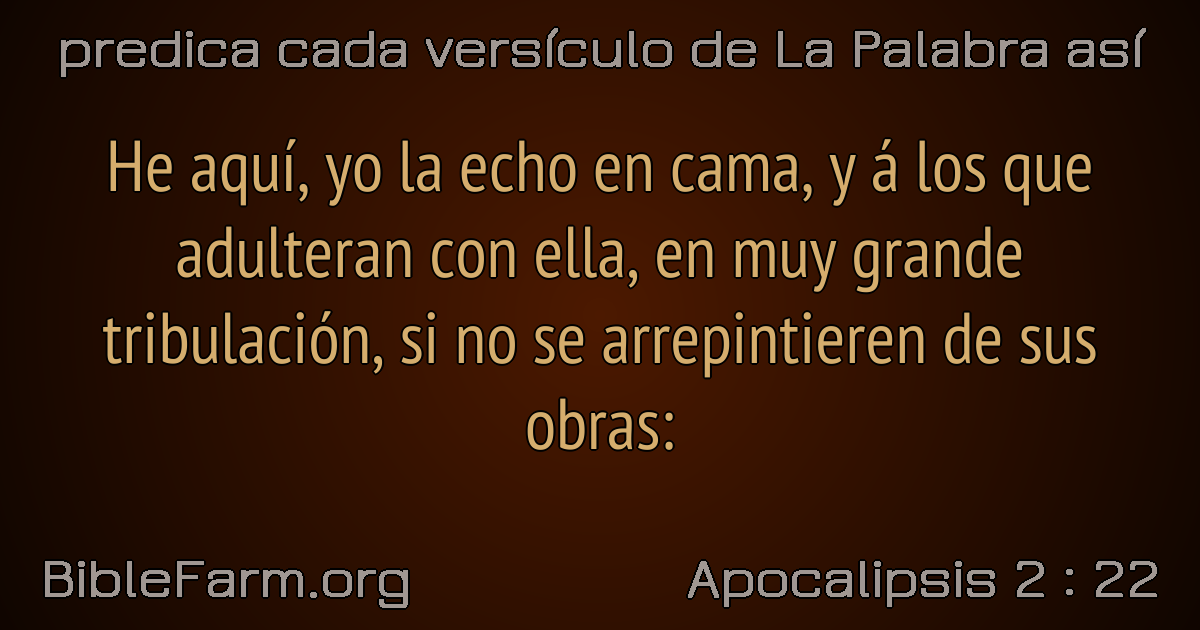 predica cada versículo de La Palabra así
He aquí, yo la echo en cama, y á los que
adulteran con ella, en muy grande
tribulación, si no se arrepintieren de sus
obras:
BibleFarm.org
Apocalipsis 2 : 22